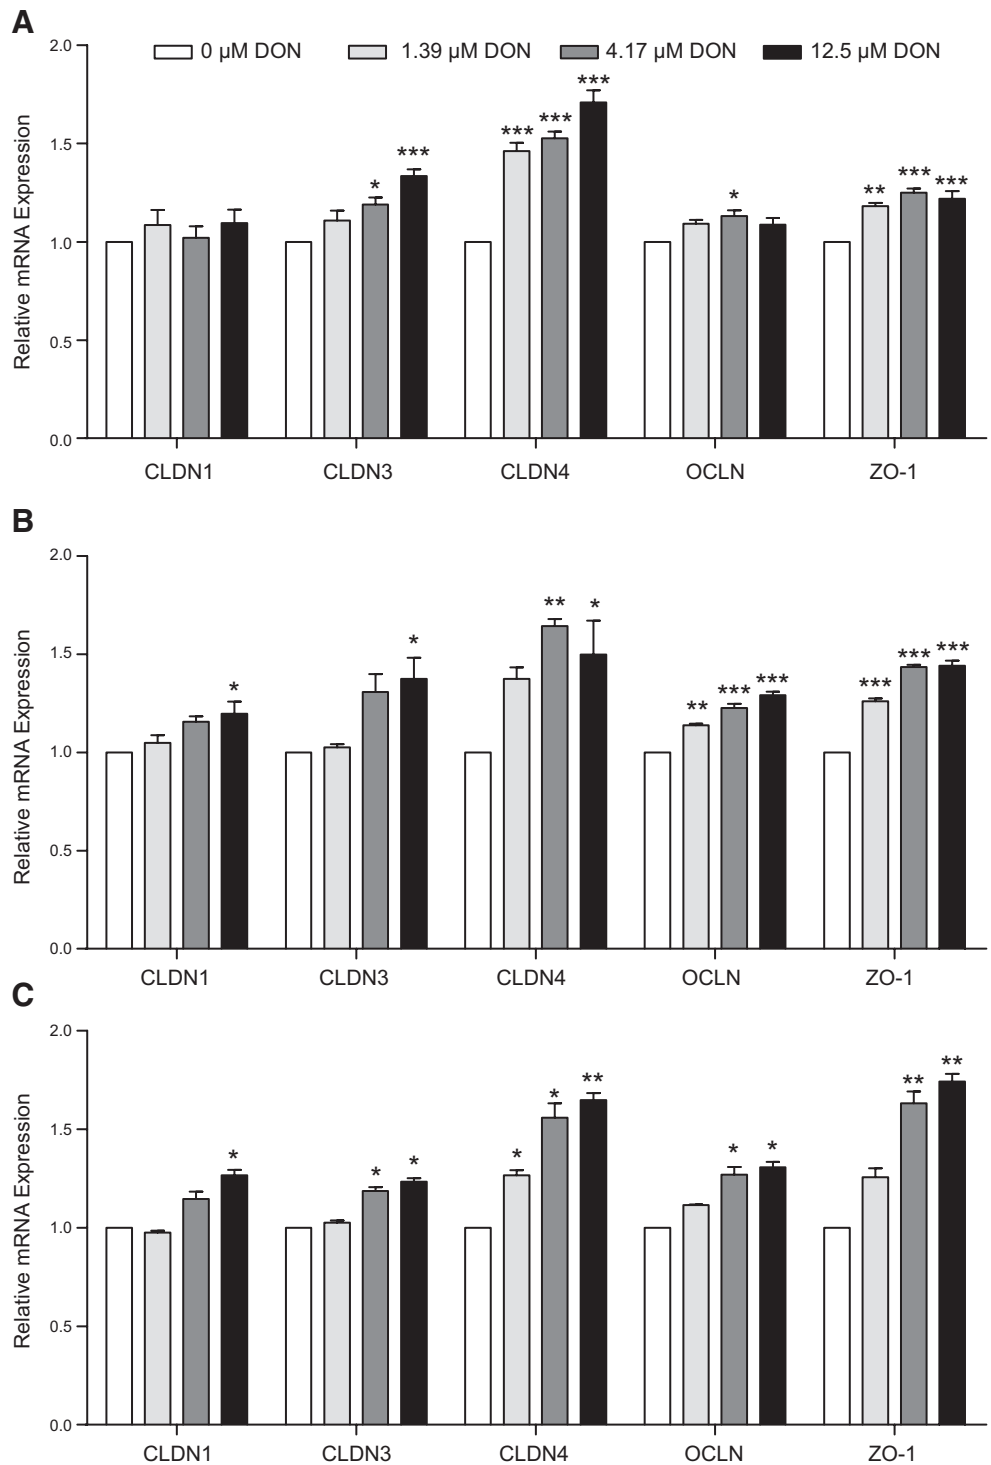 A
2.0
0 µM DON
1.39 µM DON
4.17 µM DON
12.5 µM DON
***
***
***
***
*
***
***
**
*
1.5
1.0
0.5
0.0
Relative mRNA Expression
CLDN1
CLDN3
CLDN4
OCLN
ZO-1
B
2.0
**
*
*
***
***
***
***
**
*
***
1.5
1.0
0.5
0.0
Relative mRNA Expression
CLDN1
CLDN3
CLDN4
OCLN
ZO-1
C
2.0
**
**
**
*
*
*
*
*
*
*
1.5
1.0
0.5
0.0
Relative mRNA Expression
CLDN1
CLDN3
CLDN4
OCLN
ZO-1